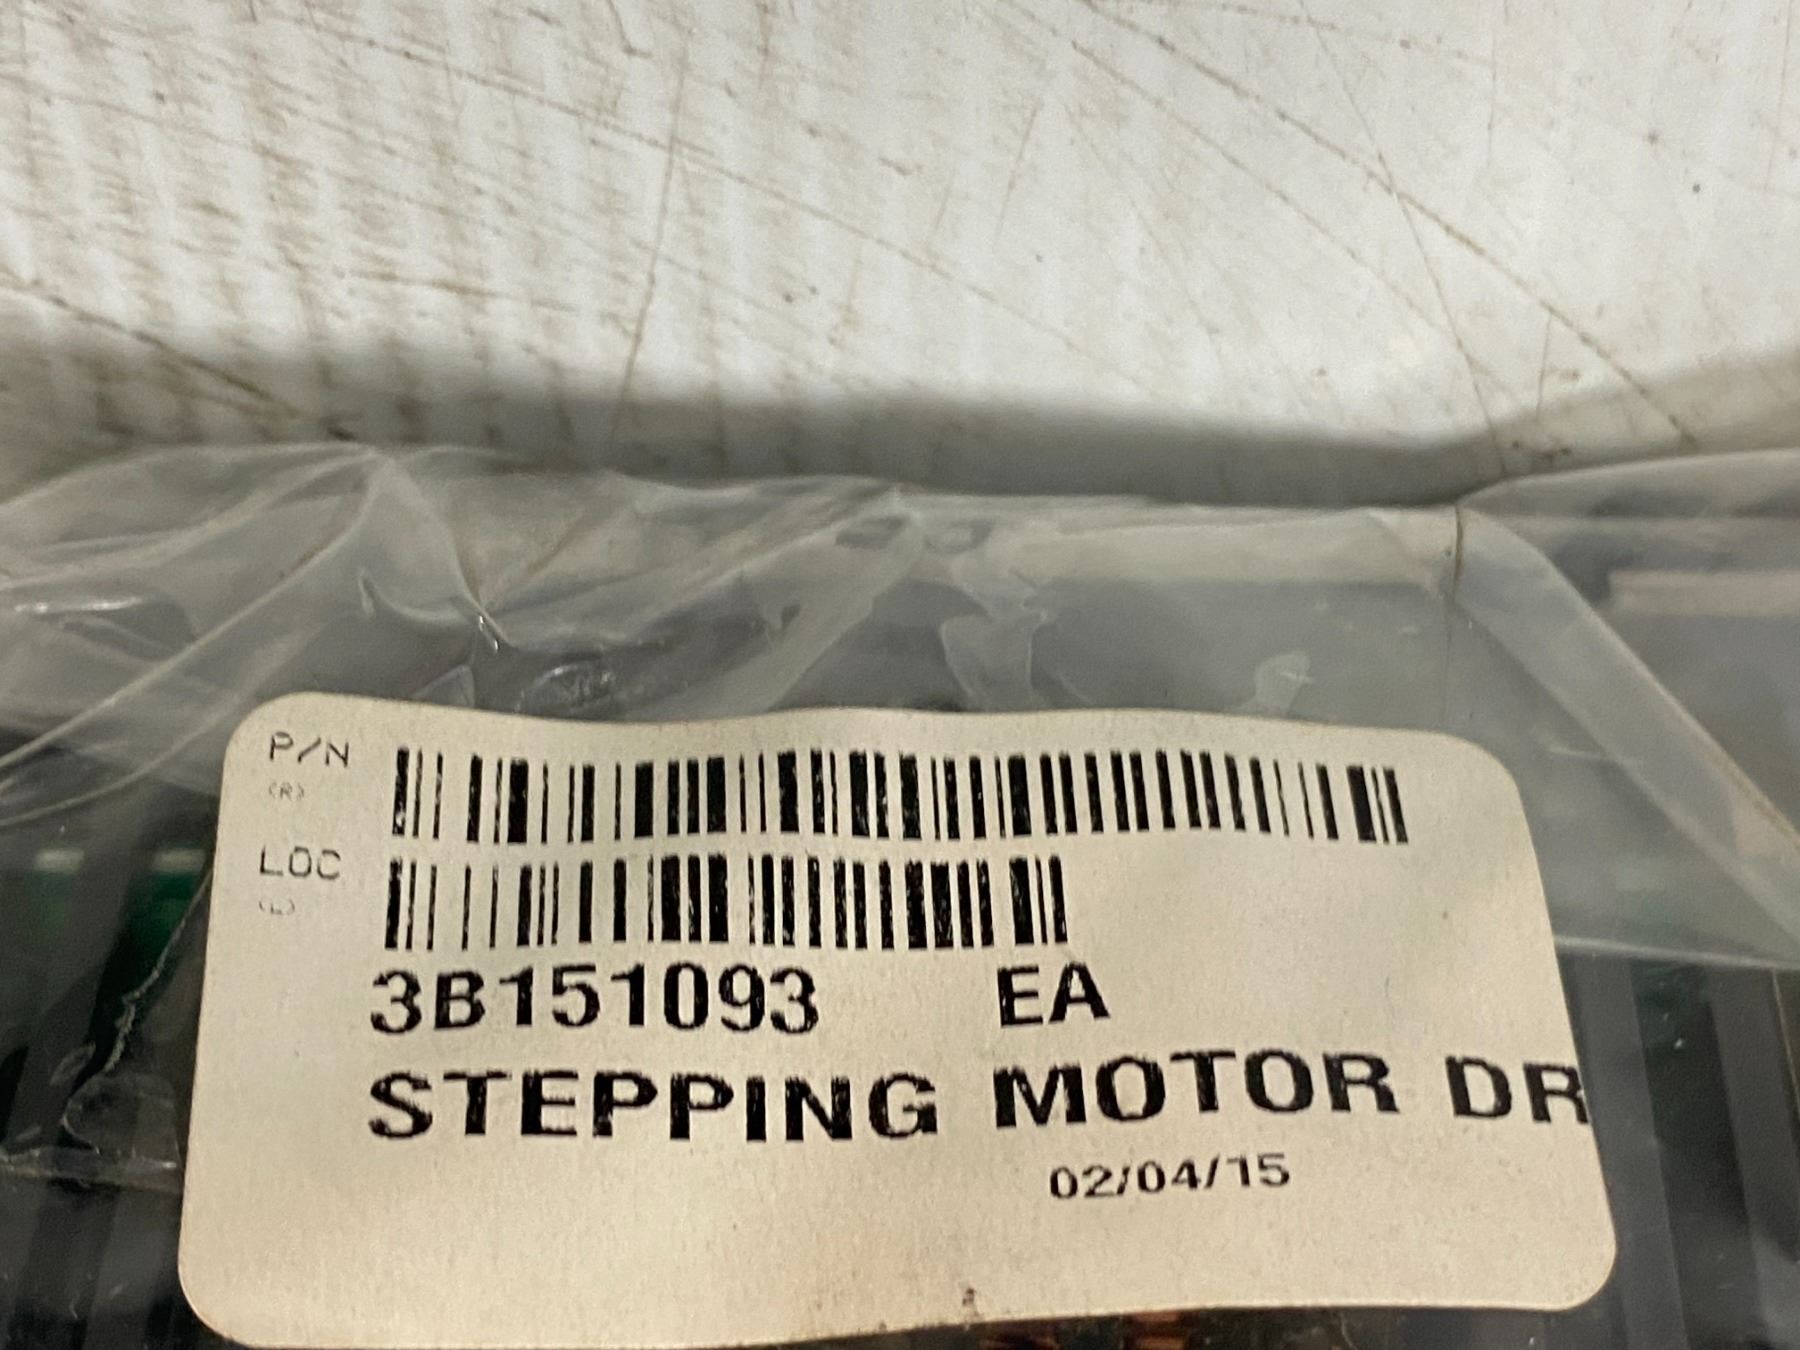 P/N
(R)
LOC
(L)
3B151093 EA
STEPPING MOTOR DR
02/04/15